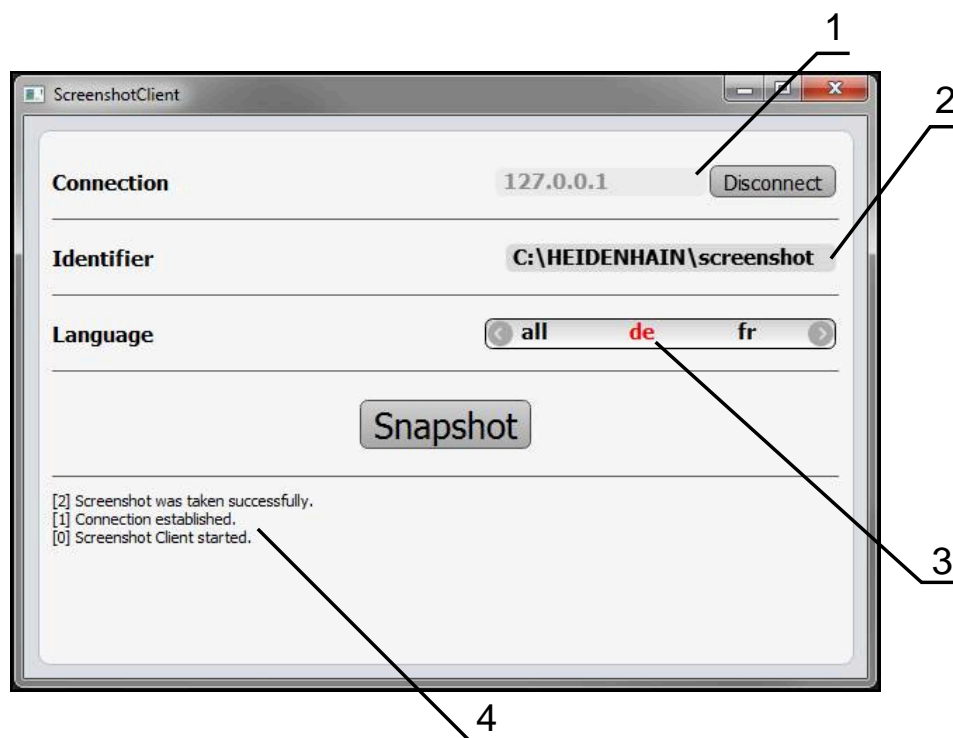 1
ScreenshotClient
2
Connection 127.0.0.1 Disconnect
Identifier C:\HEIDENHAIN\screenshot
Language all de fr
Snapshot
[2] Screenshot was taken successfully.
[1] Connection established.
[0] Screenshot Client started.
3
4